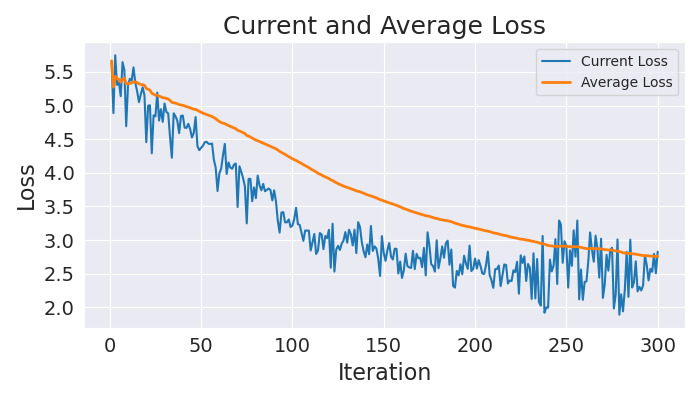 Current and Average Loss
Current Loss
Average Loss
Loss
5.5
5.0
4.5
4.0
3.5
3.0
2.5
2.0
0 50 100 150 200 250 300
Iteration